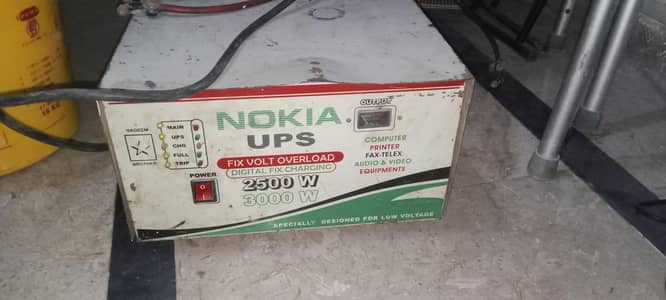 NOKIA
UPS
FIX VOLT OVERLOAD
DIGITAL FIX CHARGING
2500 W
3000 W
OUTPUT
COMPUTER
PRINTER
FAX-TELEX
AUDIO & VIDEO
EQUIPMENTS
SPECIALLY DESIGNED FOR LOW VOLTAGE
MAIN
UPS
CHG
FULL
TRIP
POWER